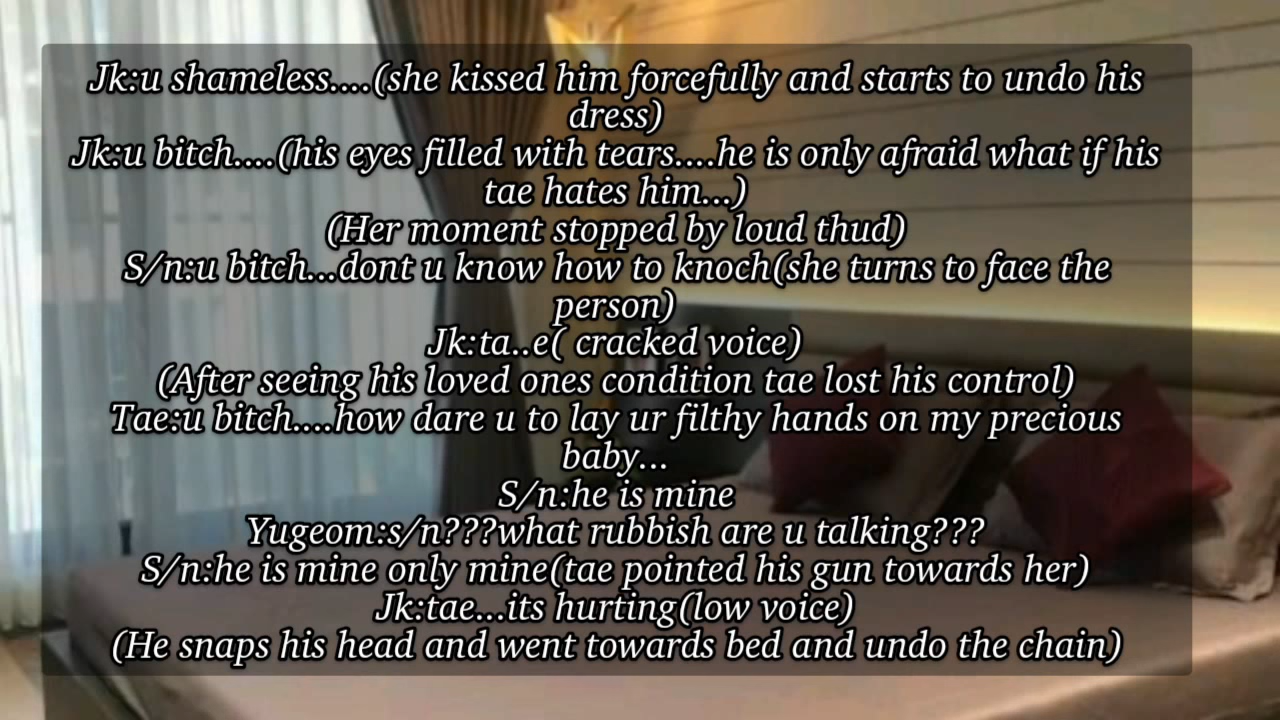 Jk:u shameless....(she kissed him forcefully and starts to undo his
dress)
Jk:u bitch....(his eyes filled with tears....he is only afraid what if his
tae hates him...)
(Her moment stopped by loud thud)
S/n:u bitch...dont u know how to knoch(she turns to face the
person)
Jk:ta..e( cracked voice)
(After seeing his loved ones condition tae lost his control)
Tae:u bitch....how dare u to lay ur filthy hands on my precious
baby...
S/n:he is mine
Yugeom:s/n???what rubbish are u talking???
S/n:he is mine only mine(tae pointed his gun towards her)
Jk:tae...its hurting(low voice)
(He snaps his head and went towards bed and undo the chain)